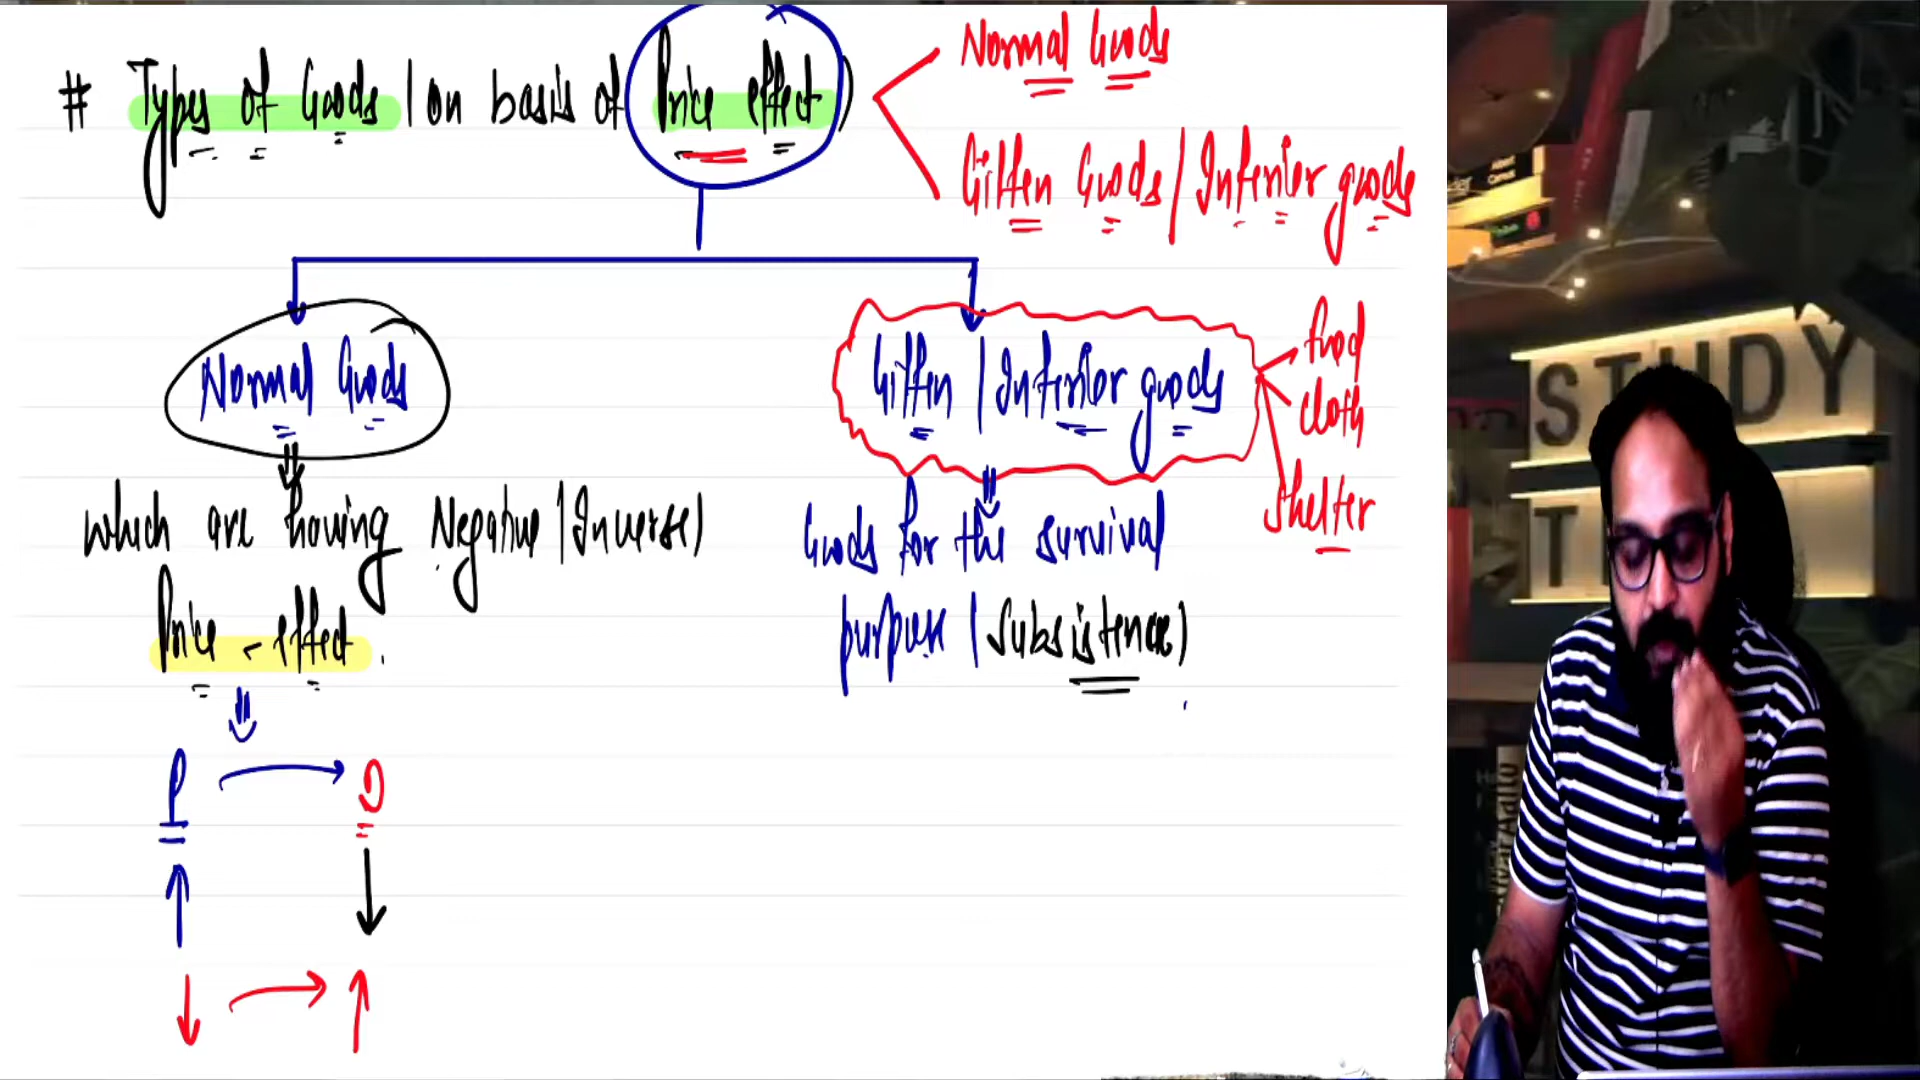 # Types of Goods (on basis of Price effect)
Normal Goods
Giffen Goods / Inferior goods
Normal Goods
Giffen / Inferior goods
food
cloth
shelter
which are having Negative (Inverse)
Price - effect.
Goods for the survival
purpose (Subsistence)
P → D
↑ ↓
↓ → ↑
STUDY